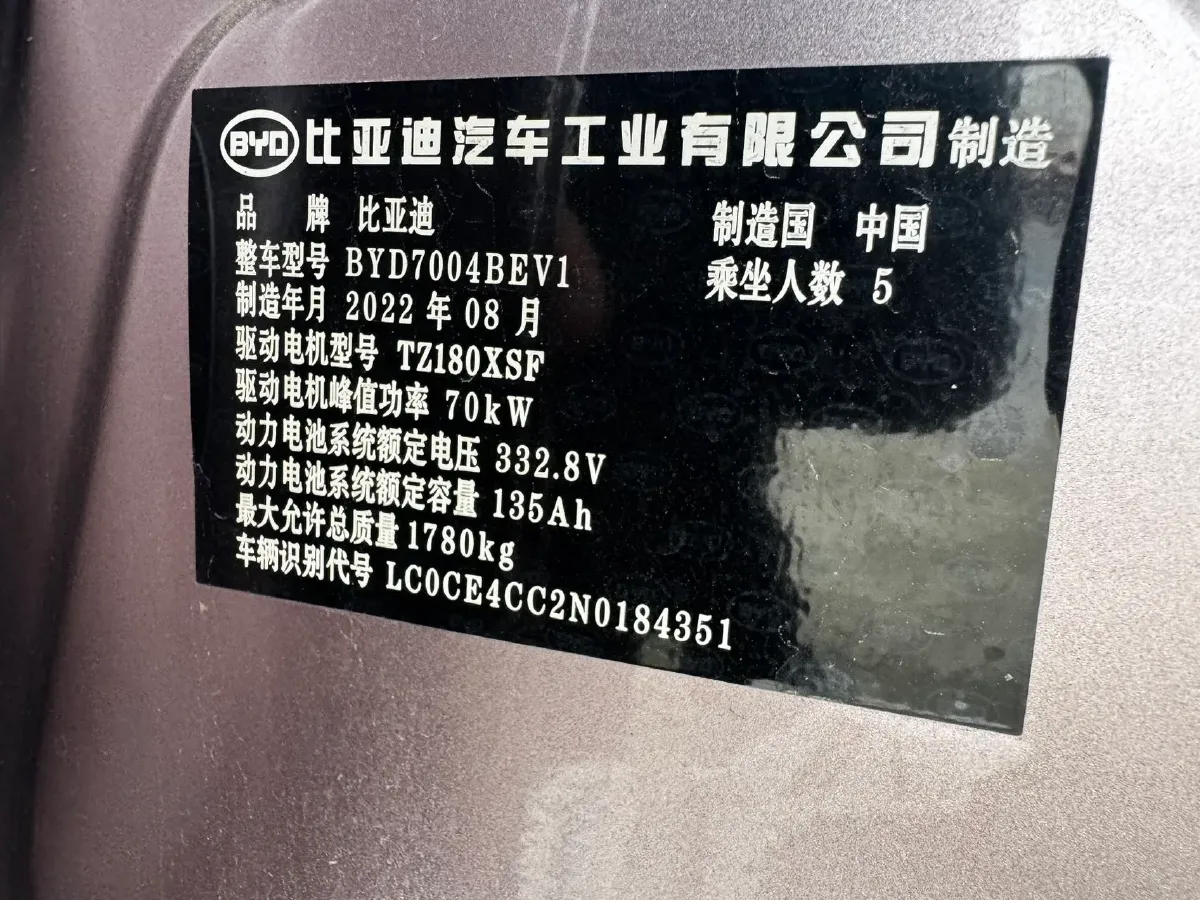 BYD 比亚迪汽车工业有限公司 制造
品 牌 比亚迪 制造国 中国
整车型号 BYD7004BEV1 乘坐人数 5
制造年月 2022 年 08 月
驱动电机型号 TZ180XSF
驱动电机峰值功率 70kW
动力电池系统额定电压 332.8V
动力电池系统额定容量 135Ah
最大允许总质量 1780kg
车辆识别代号 LC0CE4CC2N0184351